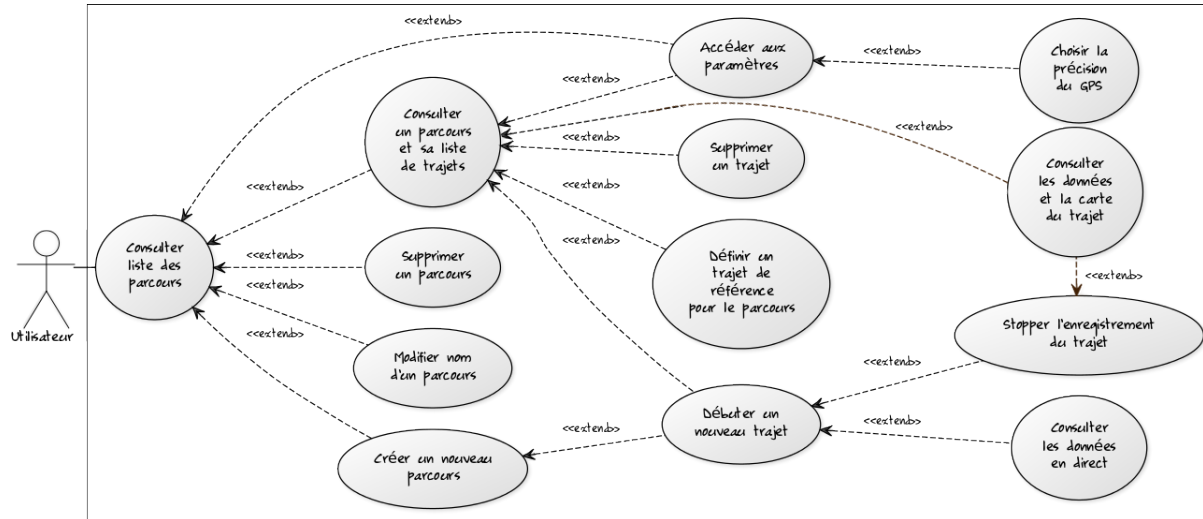 <<extend>>
Accéder aux
paramètres
<<extend>>
Choisir la
précision
du GPS
<<extend>>
Consulter
un parcours
et sa liste
de trajets
<<extend>>
<<extend>>
Supprimer
un trajet
Consulter
les données
et la carte
du trajet
<<extend>>
<<extend>>
Utilisateur
Consulter
liste des
parcours
<<extend>>
Supprimer
un parcours
<<extend>>
Définir un
trajet de
référence
pour le parcours
<<extend>>
<<extend>>
Stopper l'enregistrement
du trajet
<<extend>>
Modifier nom
d'un parcours
<<extend>>
Débuter un
nouveau trajet
<<extend>>
<<extend>>
Créer un nouveau
parcours
<<extend>>
Consulter
les données
en direct